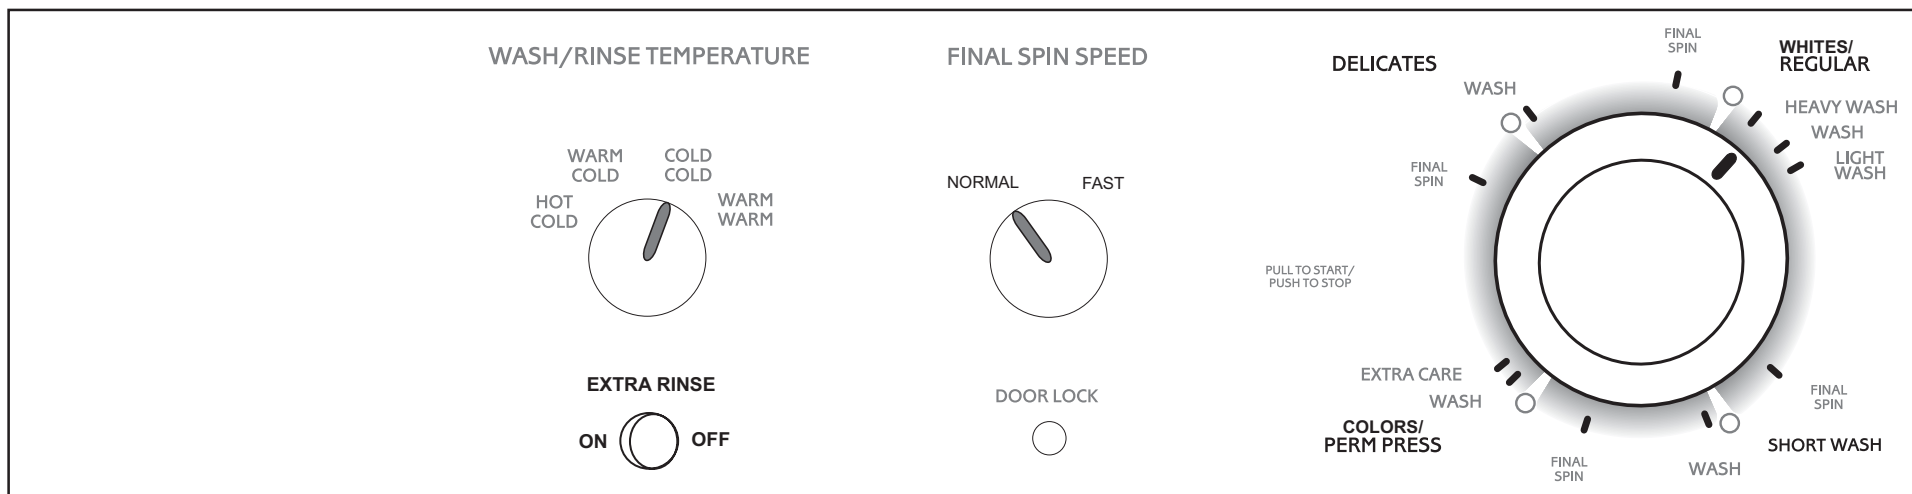 WASH/RINSE TEMPERATURE
WARM
COLD
COLD
COLD
HOT
COLD
WARM
WARM
EXTRA RINSE
ON
OFF
FINAL SPIN SPEED
NORMAL
FAST
DOOR LOCK
PULL TO START/
PUSH TO STOP
DELICATES
WASH
FINAL
SPIN
FINAL
SPIN
WHITES/
REGULAR
HEAVY WASH
WASH
LIGHT
WASH
FINAL
SPIN
SHORT WASH
WASH
EXTRA CARE
WASH
COLORS/
PERM PRESS
FINAL
SPIN